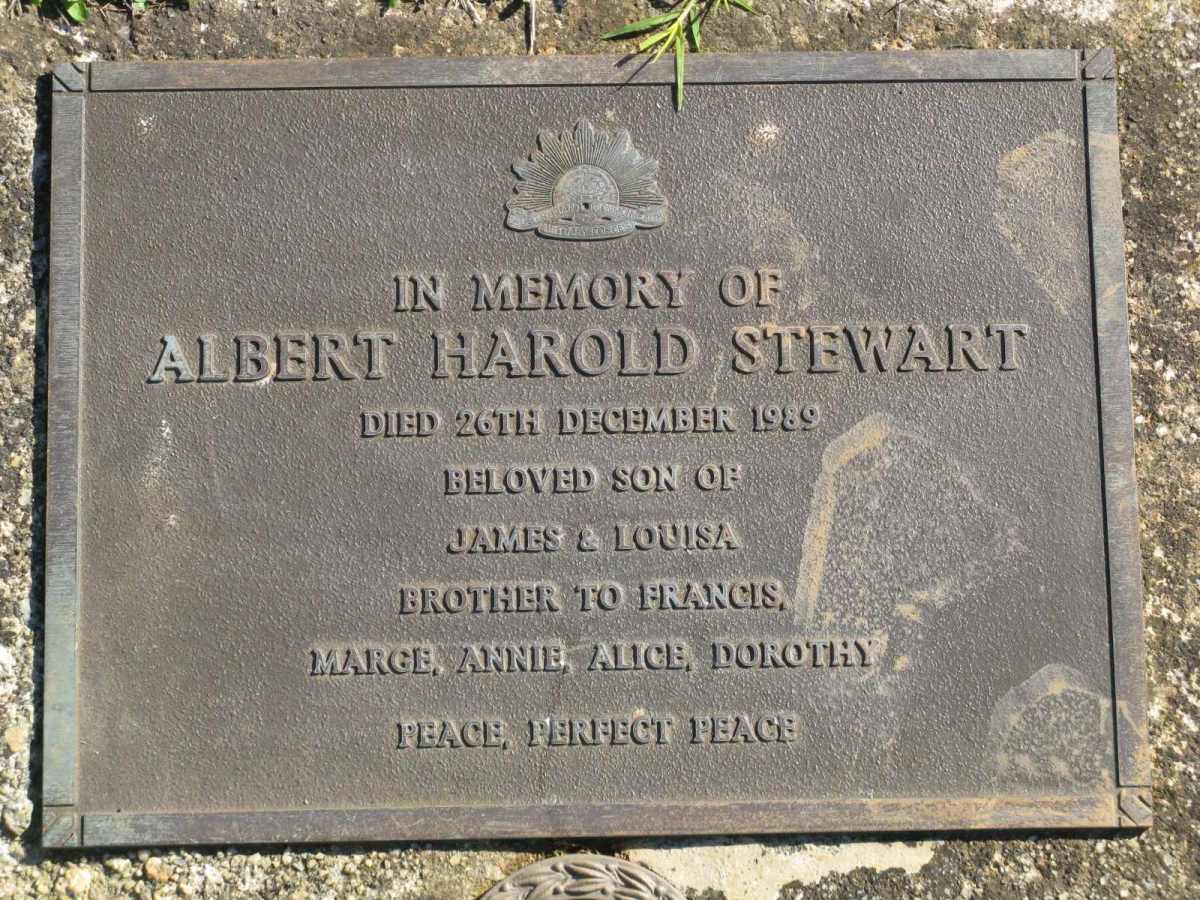 IN MEMORY OF
ALBERT HAROLD STEWART
DIED 26TH DECEMBER 1989
BELOVED SON OF
JAMES & LOUISA
BROTHER TO FRANCIS,
MARGE, ANNIE, ALICE, DOROTHY
PEACE, PERFECT PEACE